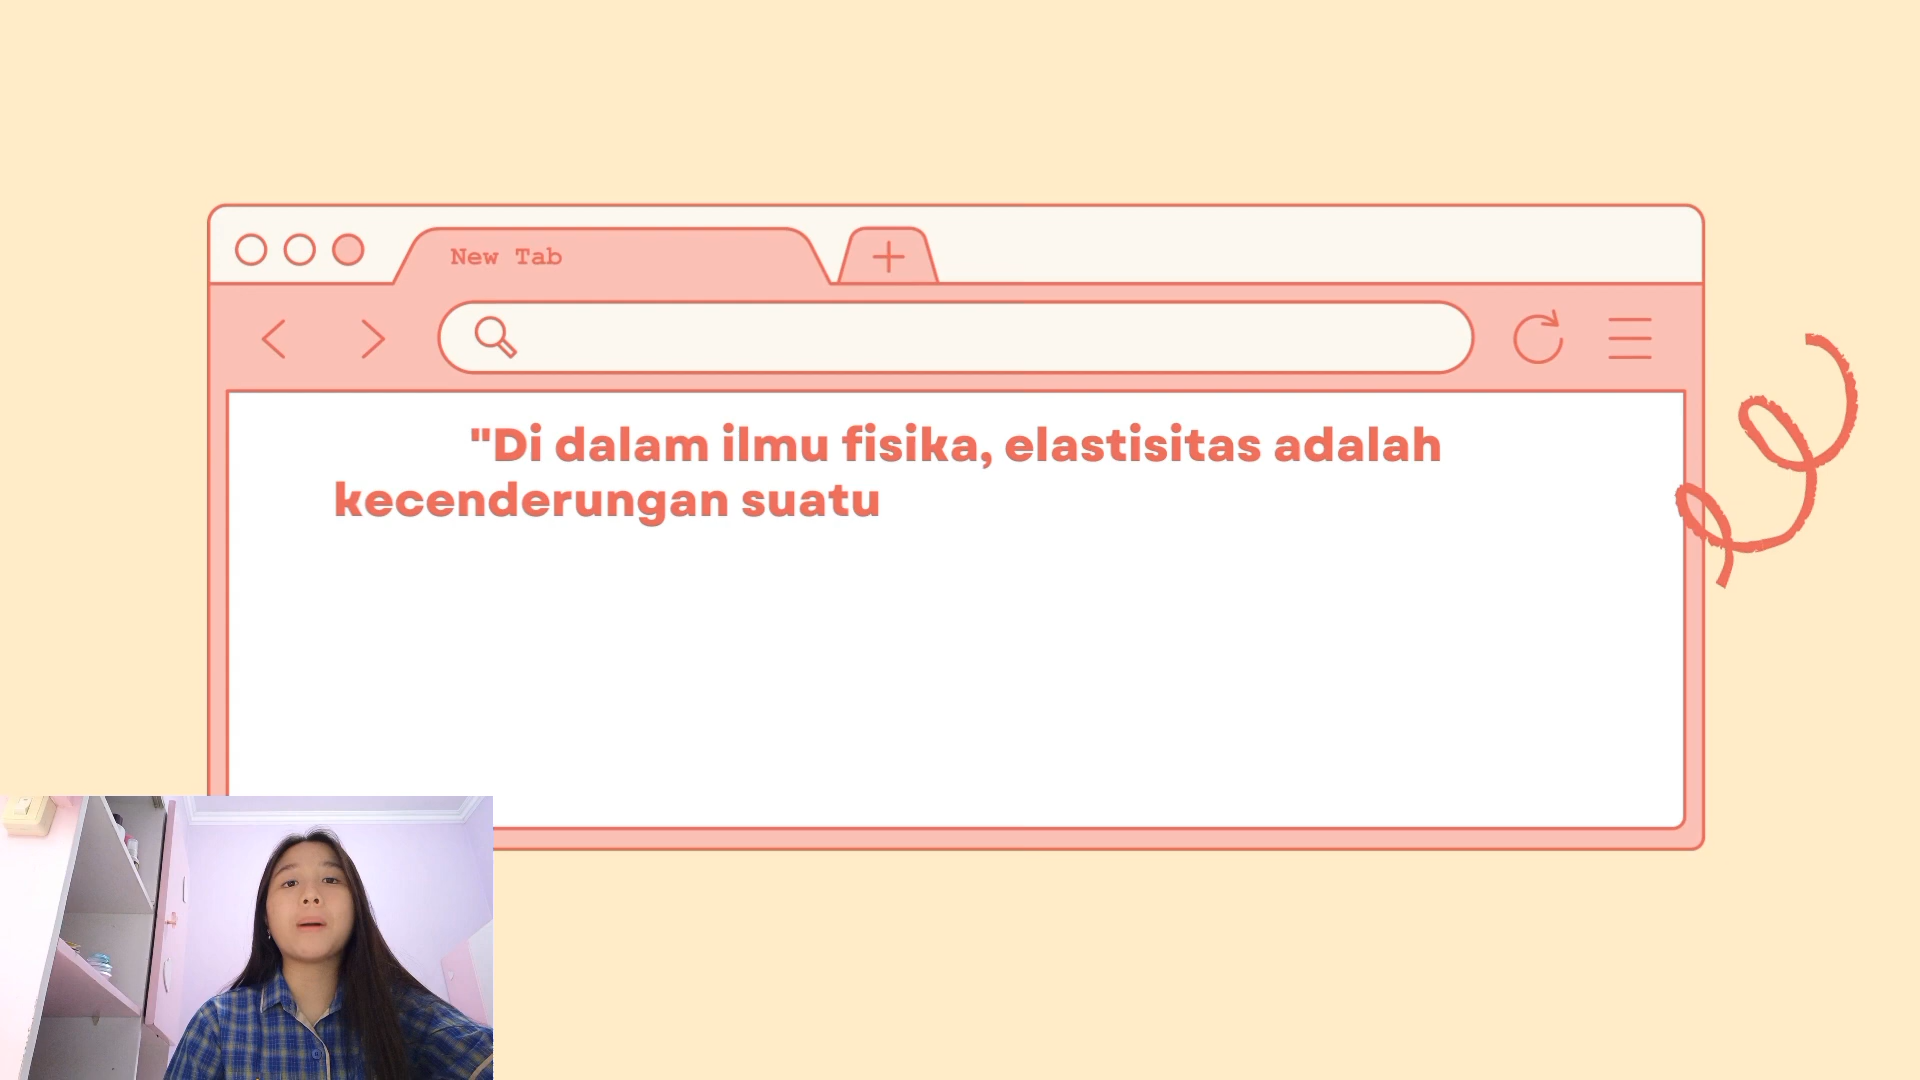 New Tab
"Di dalam ilmu fisika, elastisitas adalah
kecenderungan suatu